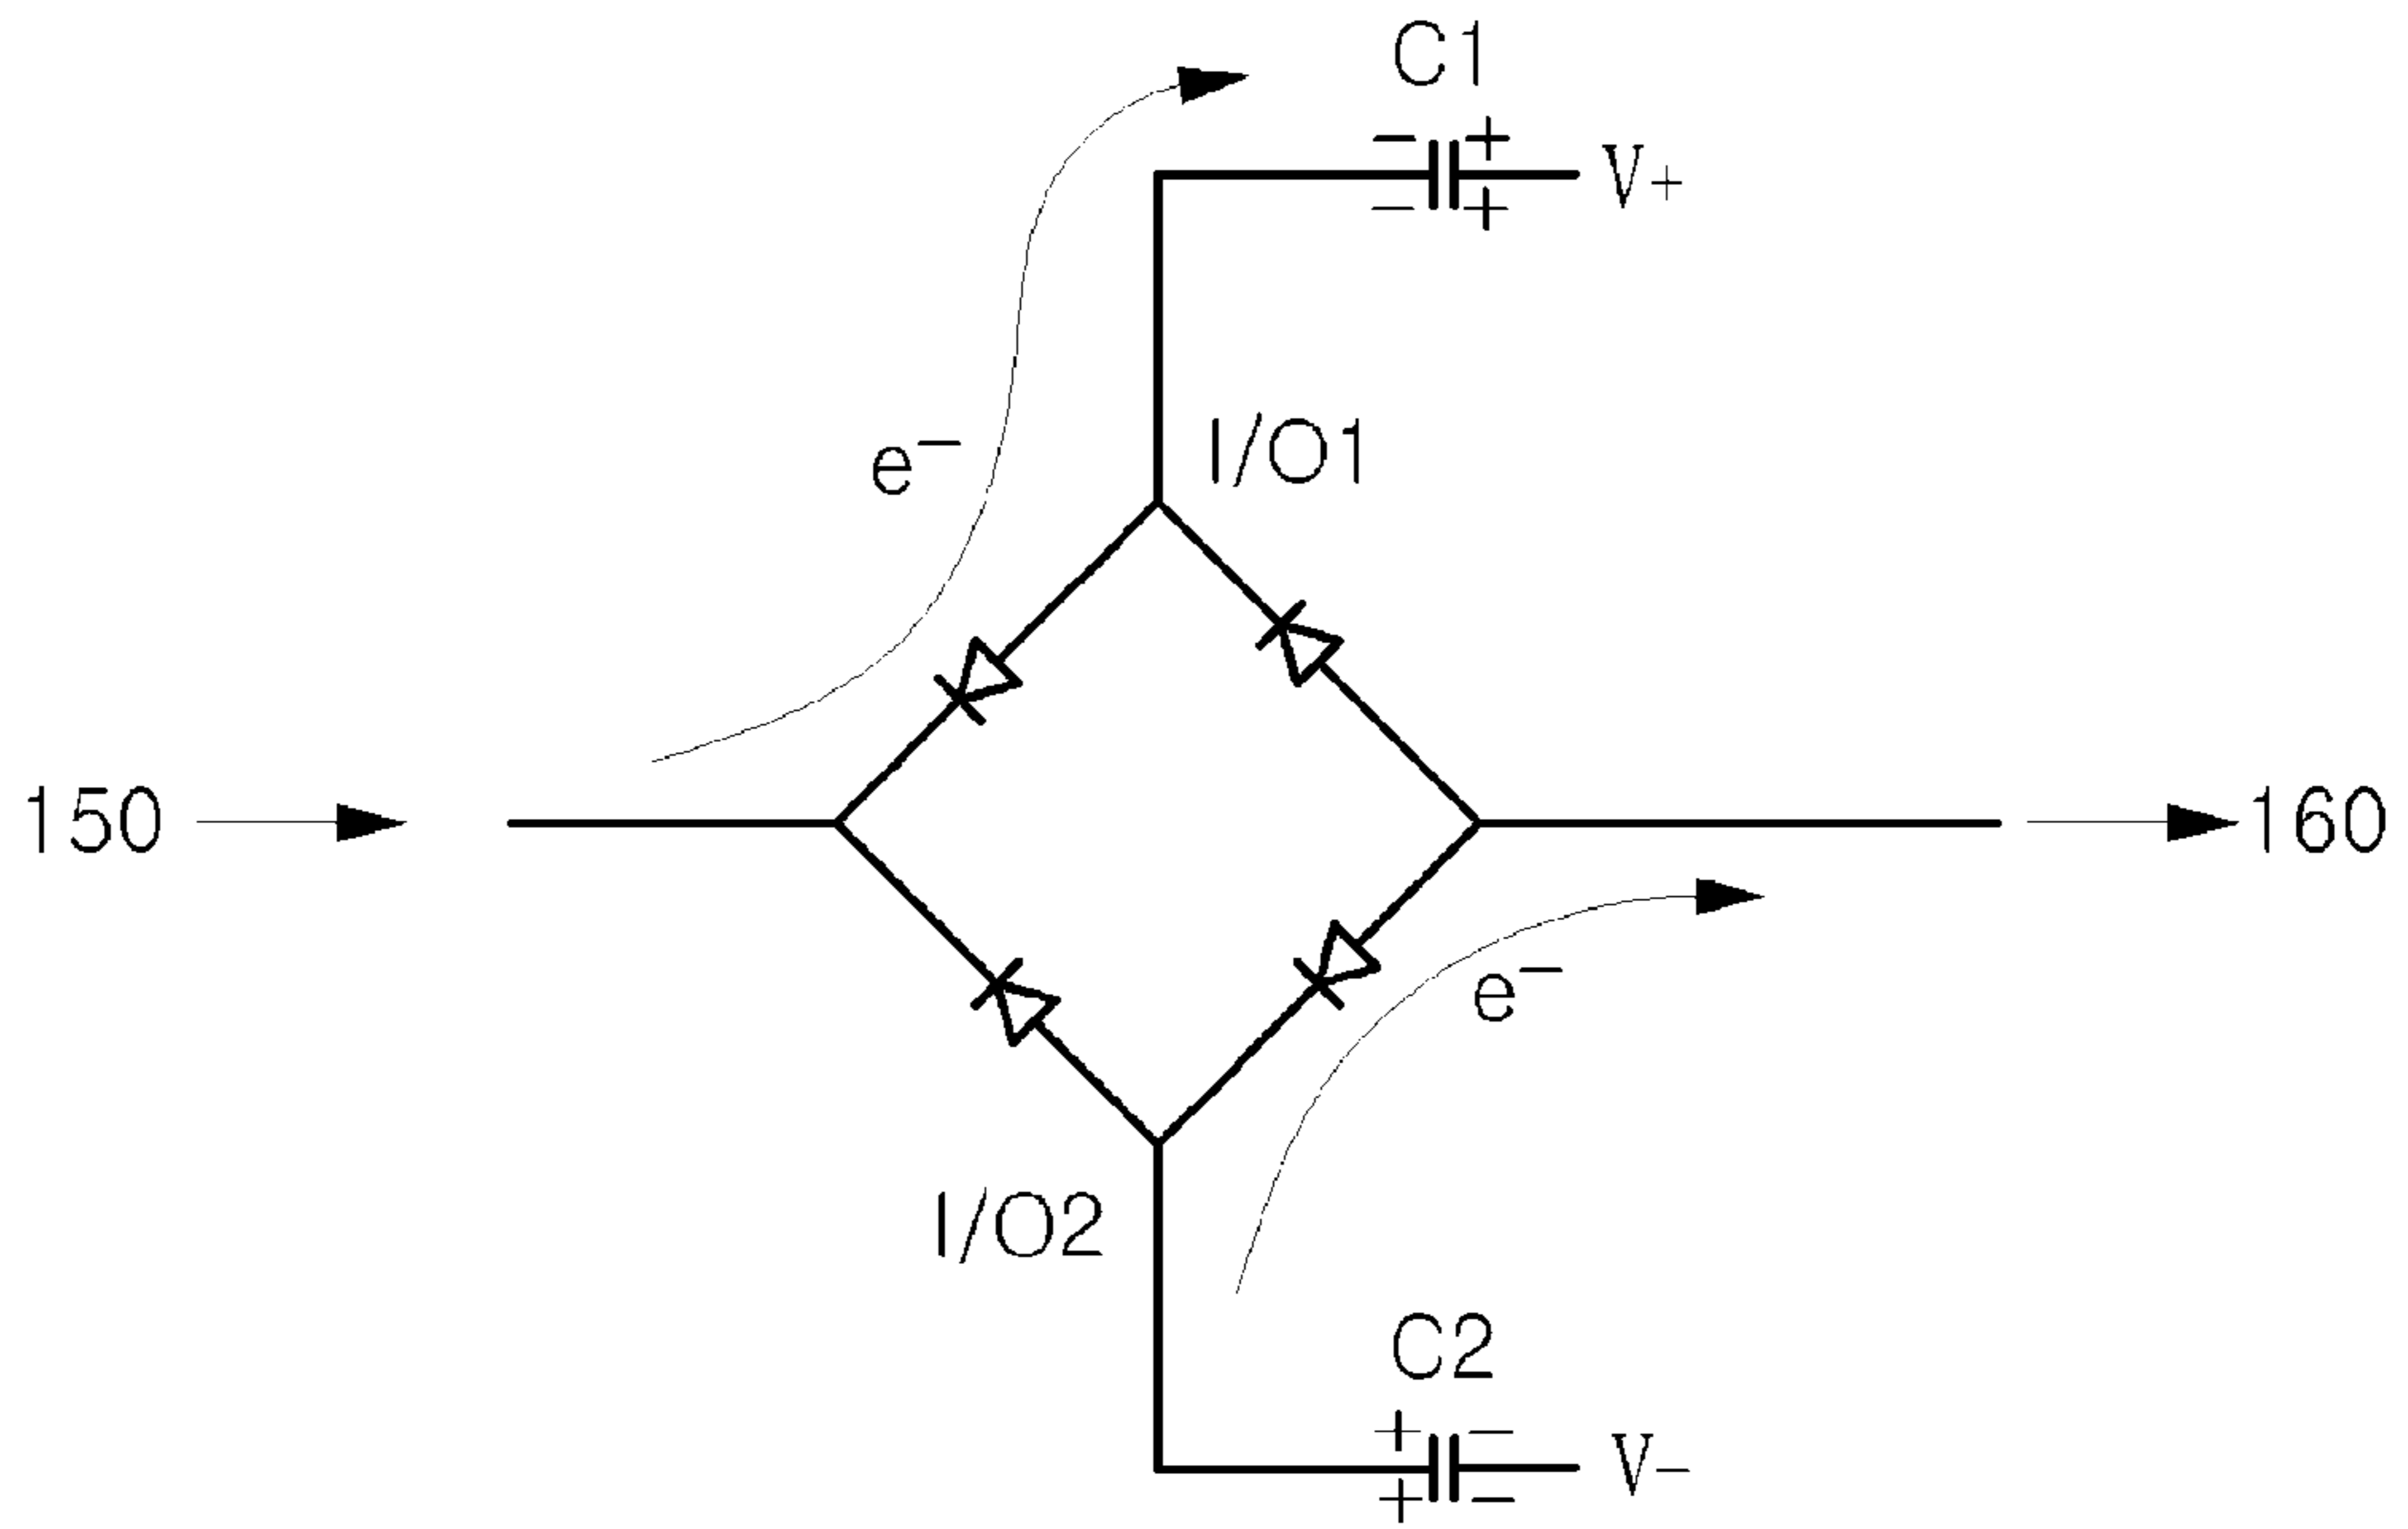 C1
− +
V+
− +
e−
I/O1
150
160
e−
I/O2
C2
+ −
V−
+ −